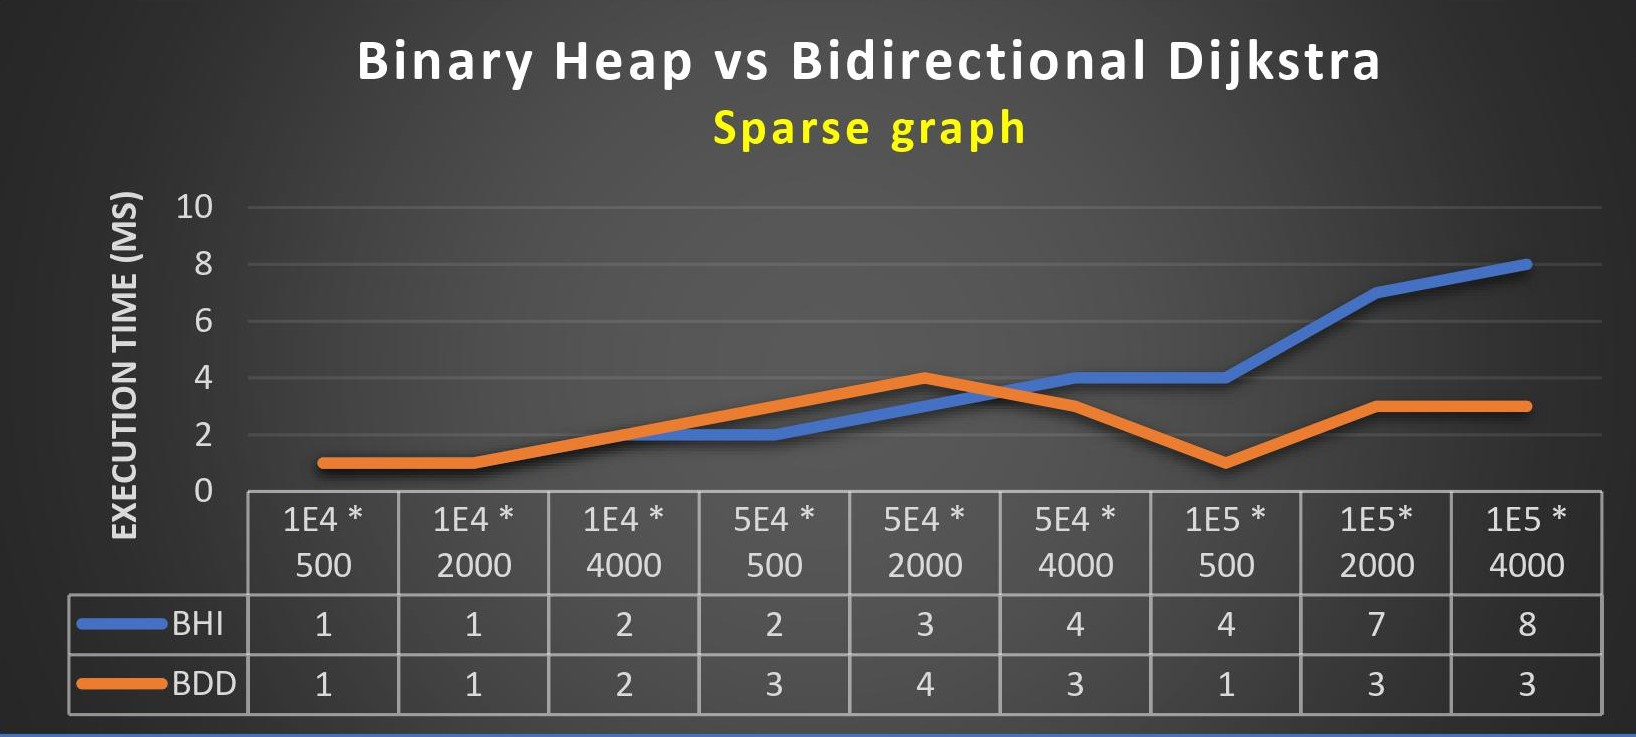 Binary Heap vs Bidirectional Dijkstra
Sparse graph
EXECUTION TIME (MS)
10
8
6
4
2
0
1E4 * 1E4 * 1E4 * 5E4 * 5E4 * 5E4 * 1E5 * 1E5* 1E5 *
500 2000 4000 500 2000 4000 500 2000 4000
BHI 1 1 2 2 3 4 4 7 8
BDD 1 1 2 3 4 3 1 3 3